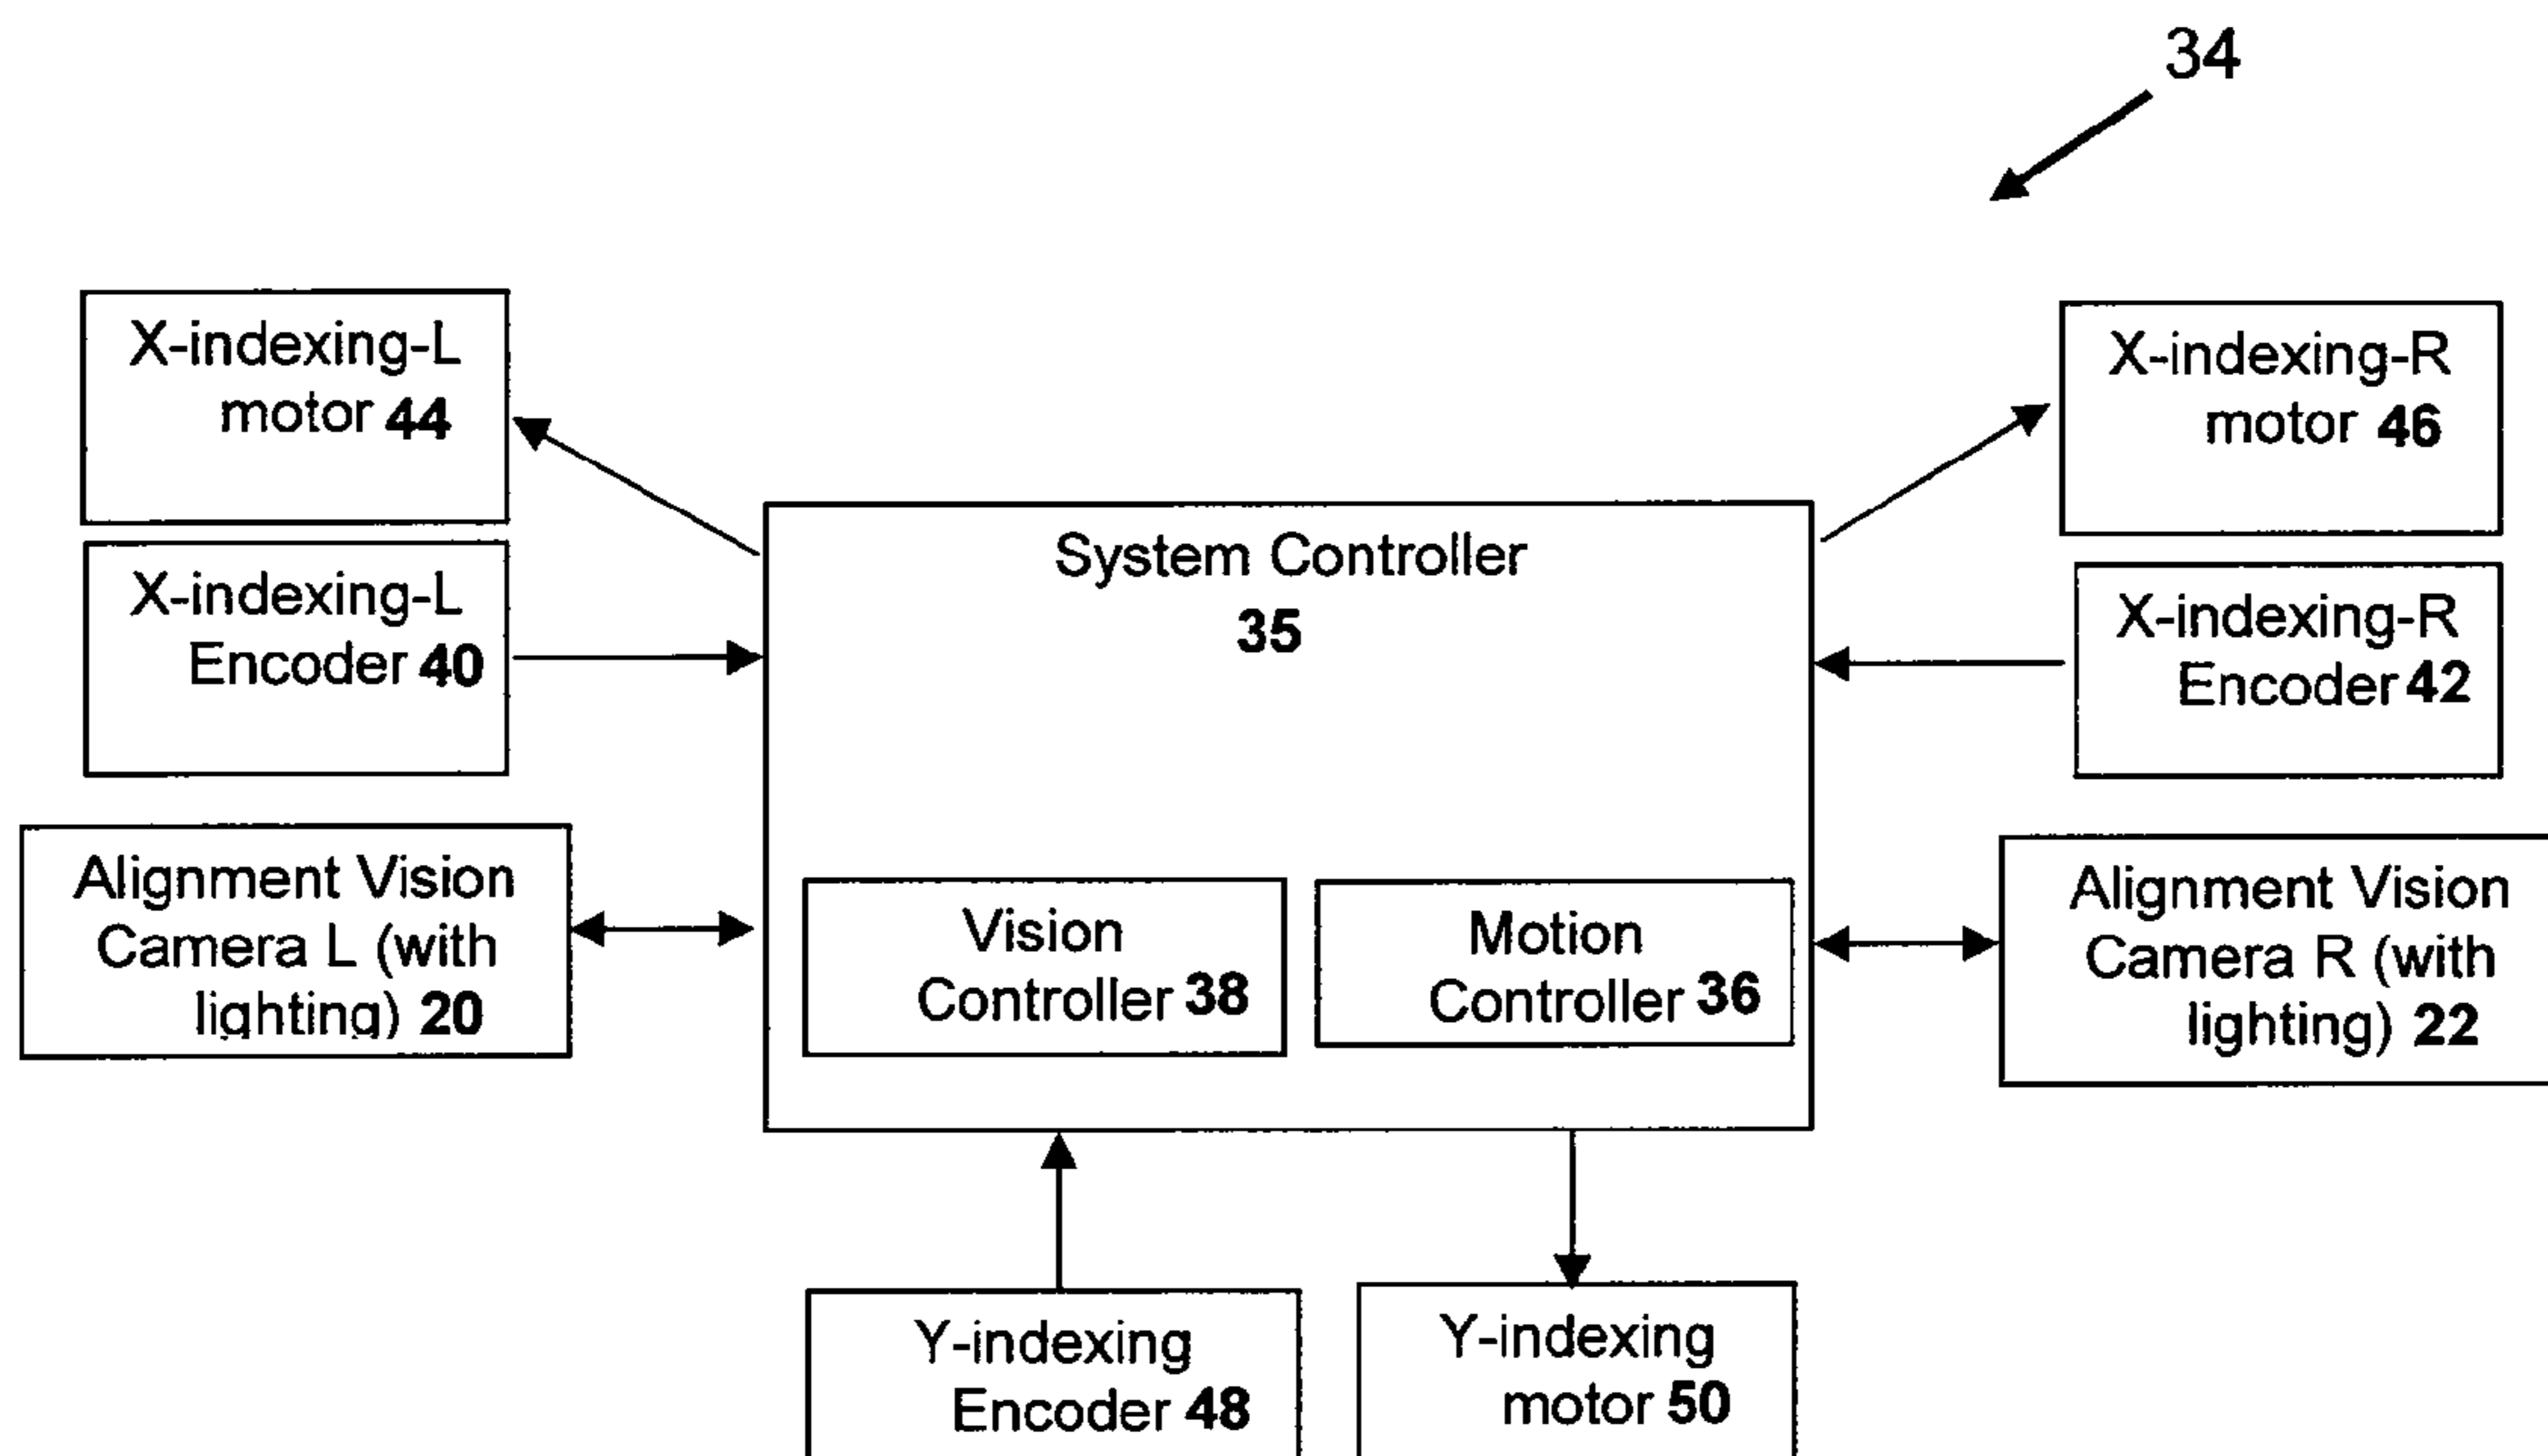 34
X-indexing-L
motor 44
X-indexing-R
motor 46
System Controller
35
X-indexing-L
Encoder 40
X-indexing-R
Encoder 42
Alignment Vision
Camera L (with
lighting) 20
Vision
Controller 38
Motion
Controller 36
Alignment Vision
Camera R (with
lighting) 22
Y-indexing
Encoder 48
Y-indexing
motor 50